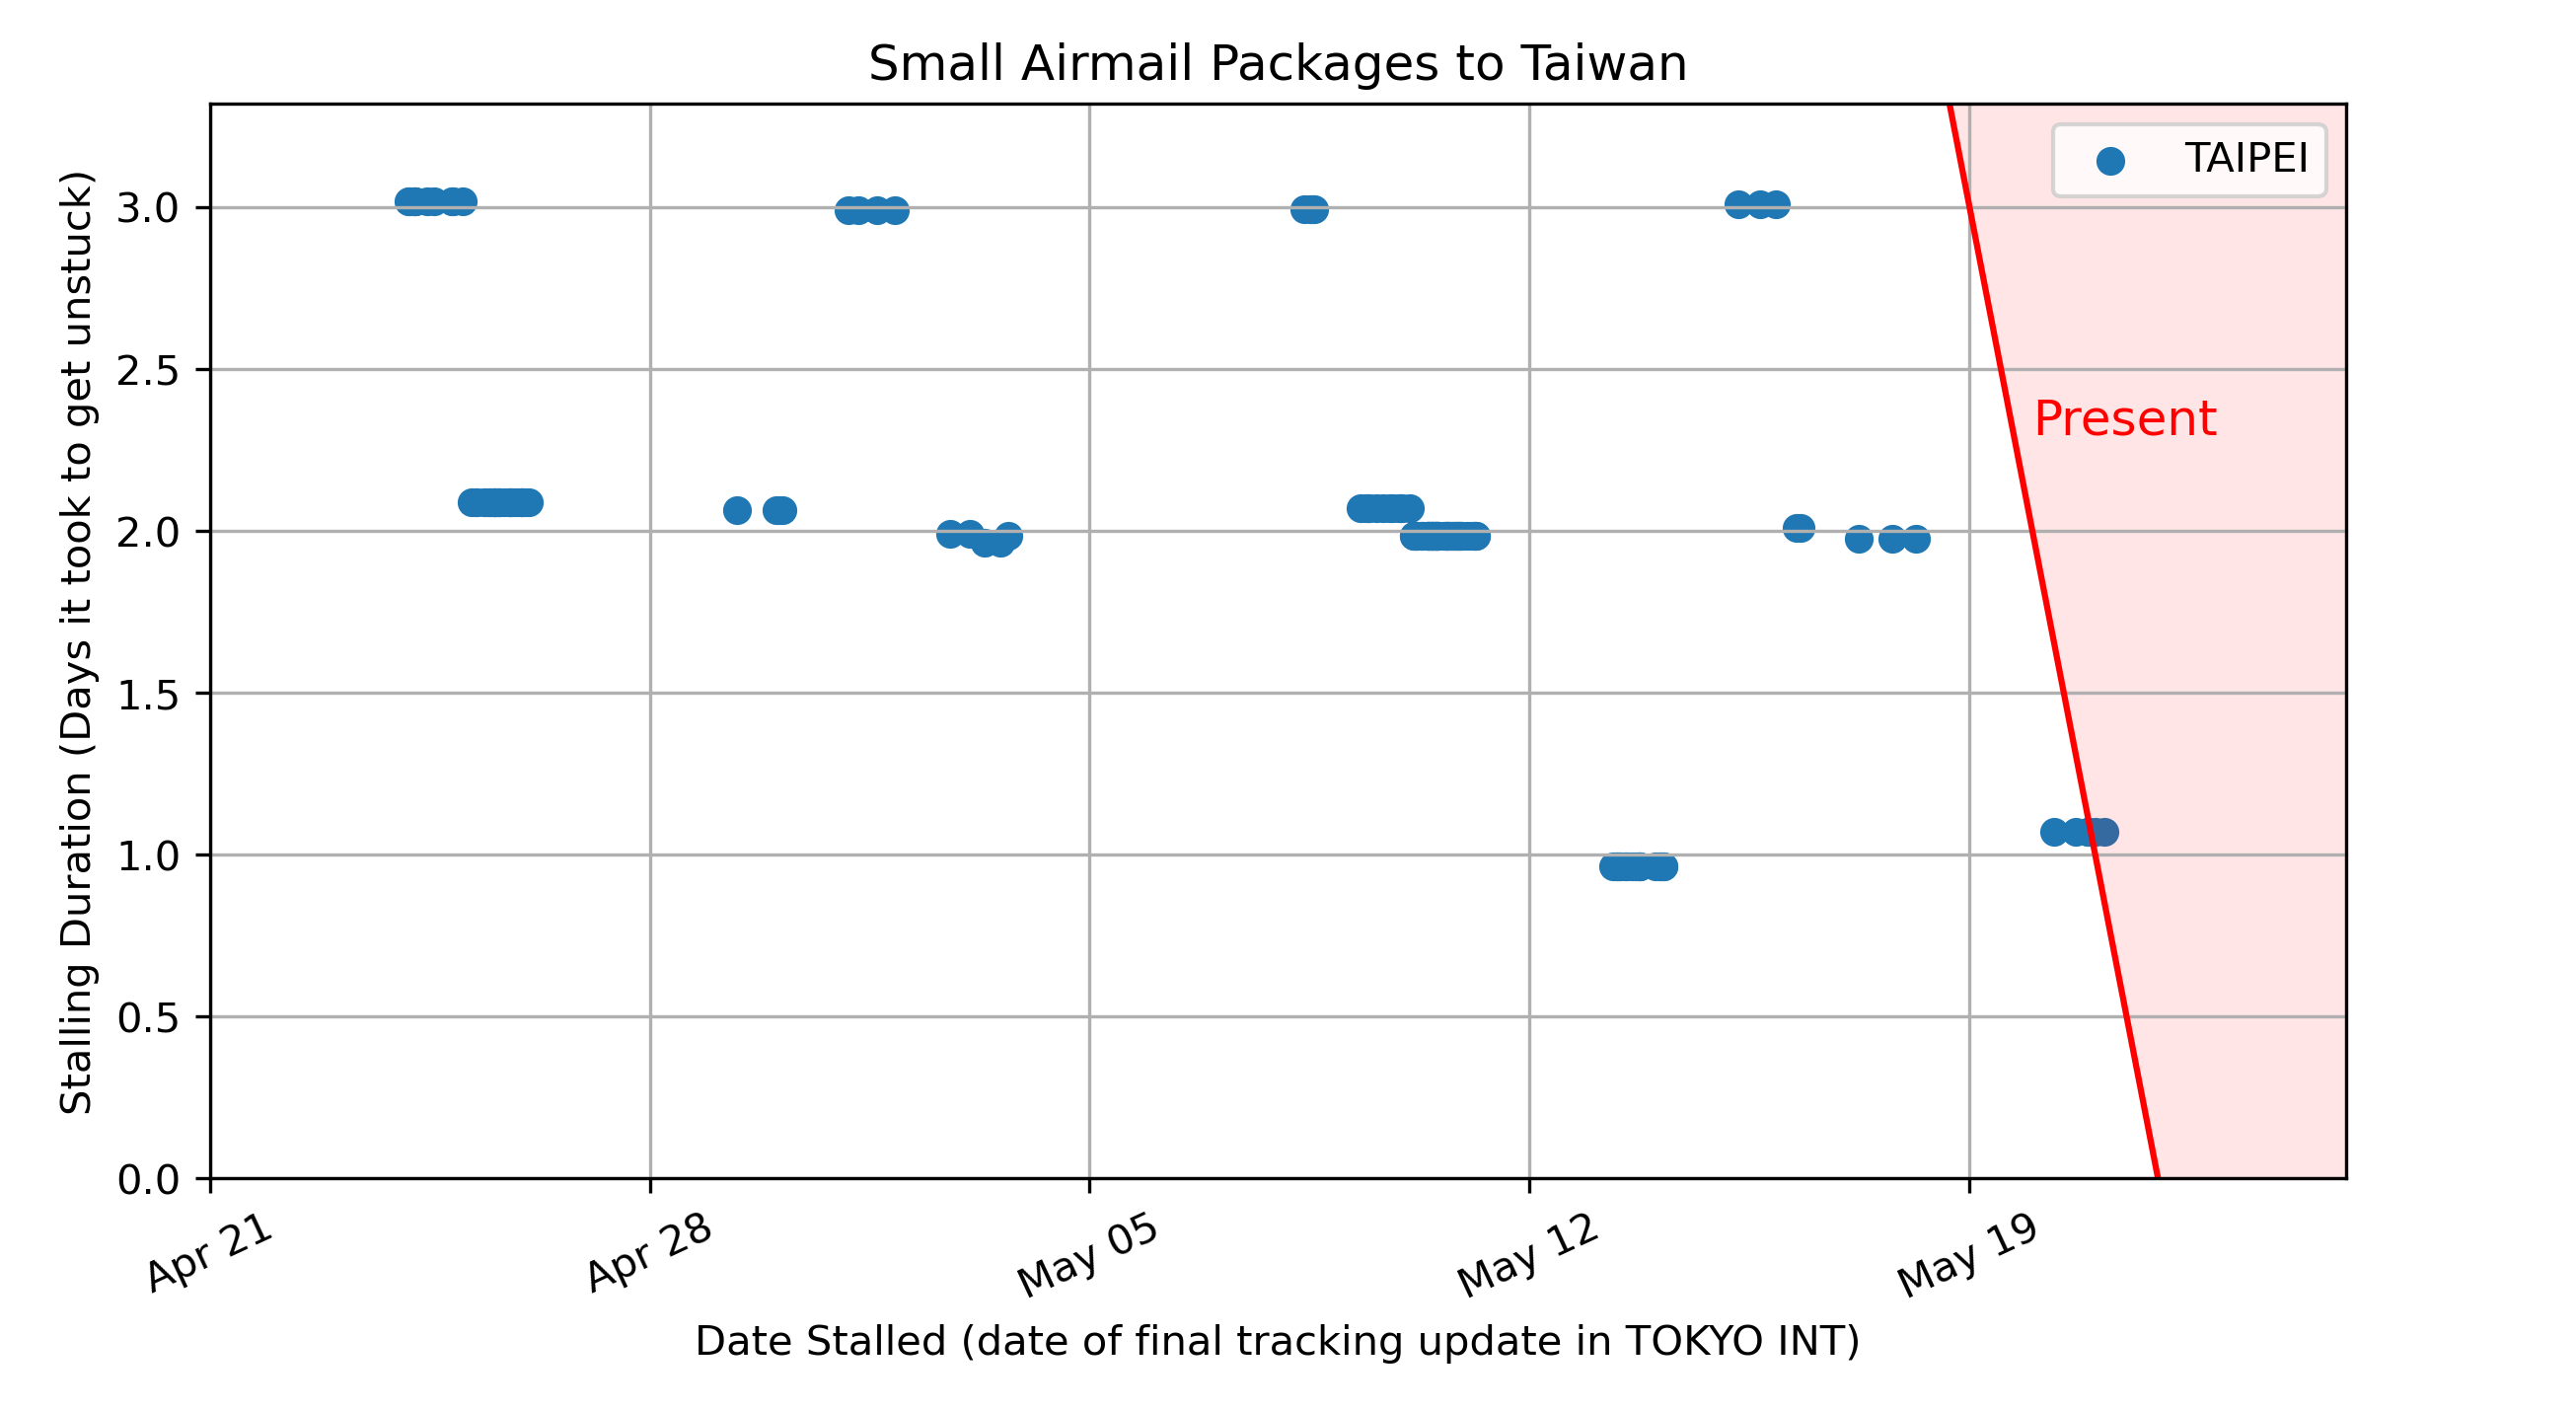 Small Airmail Packages to Taiwan
TAIPEI
Present
Stalling Duration (Days it took to get unstuck)
3.0
2.5
2.0
1.5
1.0
0.5
0.0
Apr 21
Apr 28
May 05
May 12
May 19
Date Stalled (date of final tracking update in TOKYO INT)